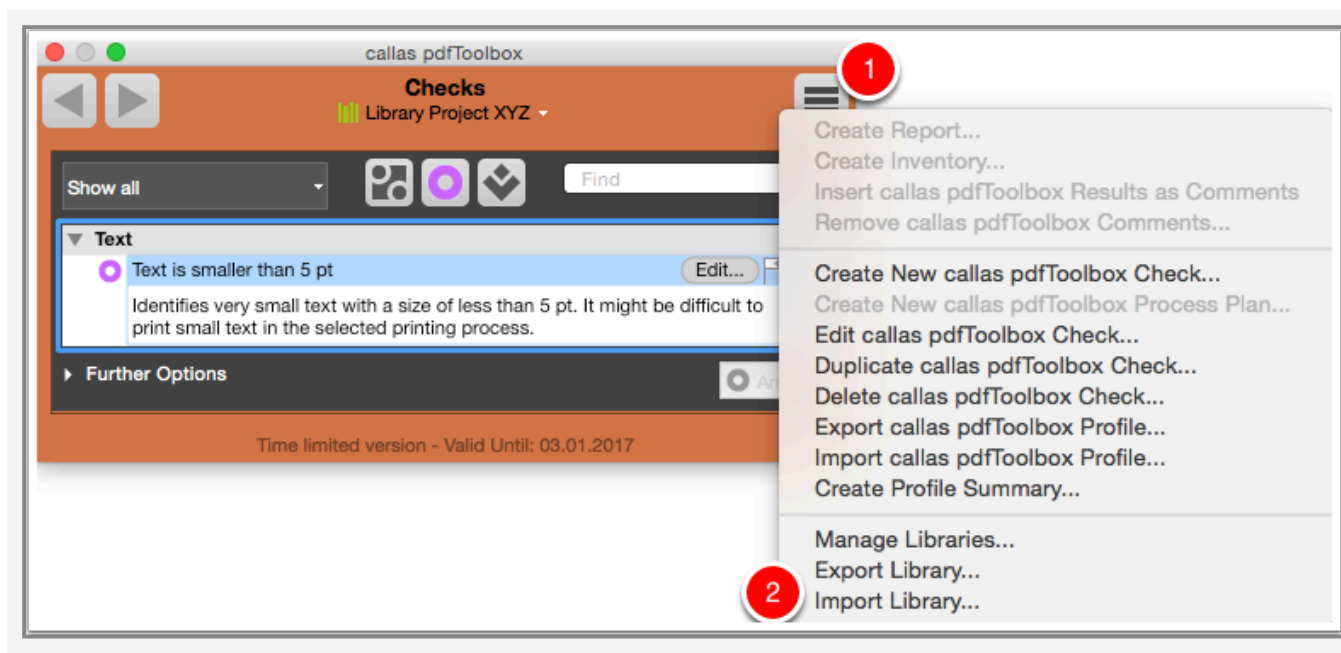 callas pdfToolbox
1
Checks
Library Project XYZ
Show all
Find
Text
Text is smaller than 5 pt
Edit...
Identifies very small text with a size of less than 5 pt. It might be difficult to
print small text in the selected printing process.
Further Options
Time limited version - Valid Until: 03.01.2017
Create Report...
Create Inventory...
Insert callas pdfToolbox Results as Comments
Remove callas pdfToolbox Comments...
Create New callas pdfToolbox Check...
Create New callas pdfToolbox Process Plan...
Edit callas pdfToolbox Check...
Duplicate callas pdfToolbox Check...
Delete callas pdfToolbox Check...
Export callas pdfToolbox Profile...
Import callas pdfToolbox Profile...
Create Profile Summary...
Manage Libraries...
Export Library...
2
Import Library...